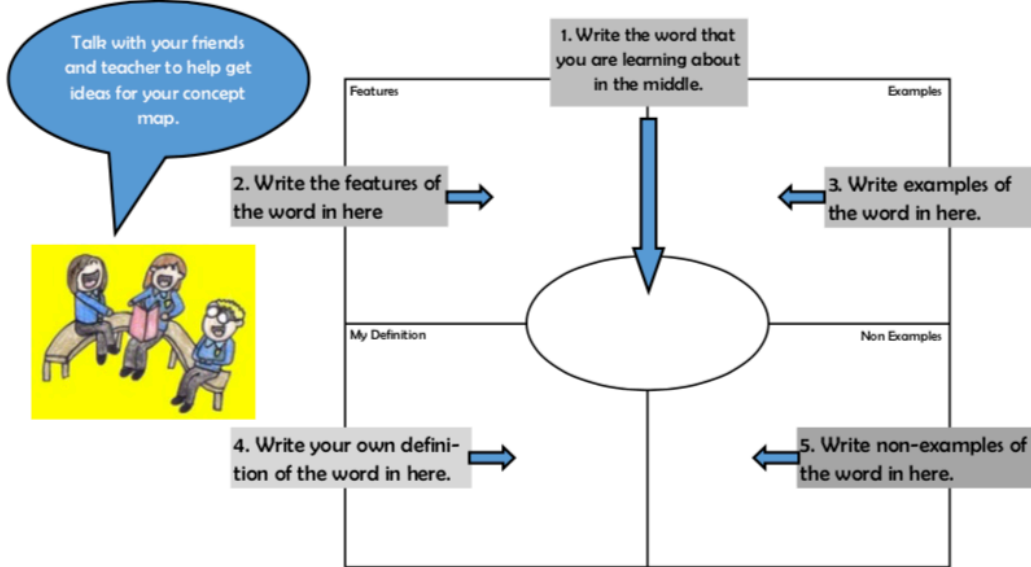 Talk with your friends
and teacher to help get
ideas for your concept
map.
1. Write the word that
you are learning about
in the middle.
Features
Examples
2. Write the features of
the word in here
3. Write examples of
the word in here.
My Definition
Non Examples
4. Write your own defini-
tion of the word in here.
5. Write non-examples of
the word in here.